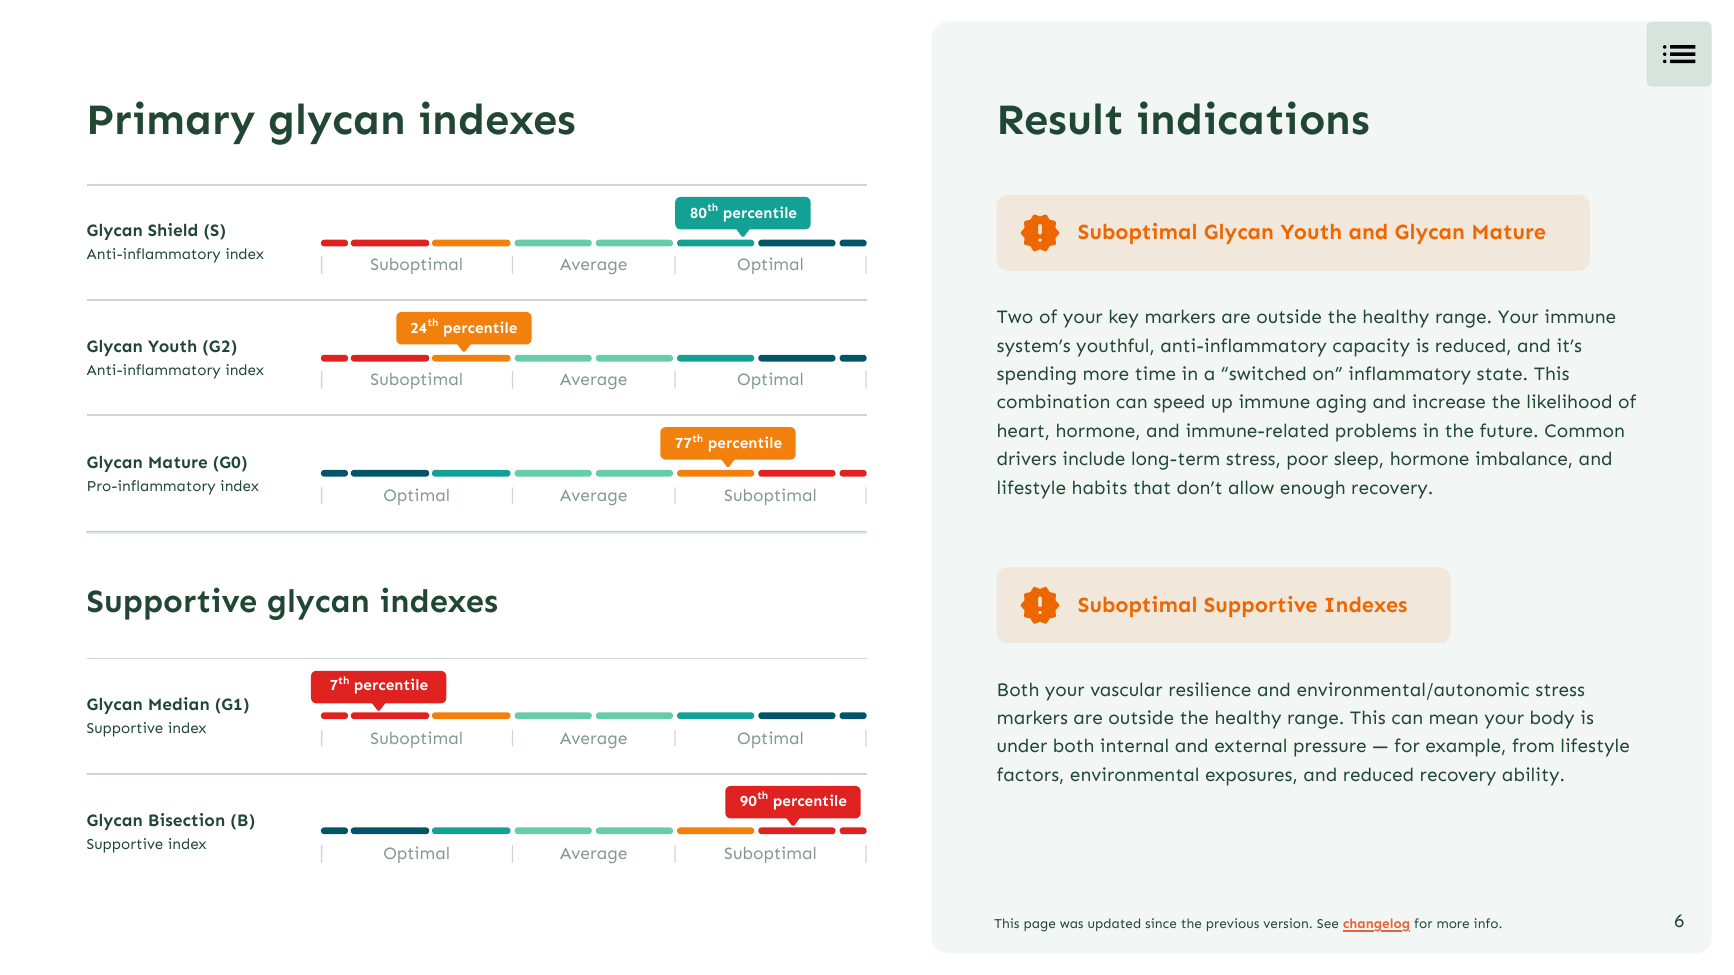 Primary glycan indexes
Glycan Shield (S)
Anti-inflammatory index
80th percentile
Suboptimal
Average
Optimal
Glycan Youth (G2)
Anti-inflammatory index
24th percentile
Suboptimal
Average
Optimal
Glycan Mature (G0)
Pro-inflammatory index
77th percentile
Optimal
Average
Suboptimal
Supportive glycan indexes
Glycan Median (G1)
Supportive index
7th percentile
Suboptimal
Average
Optimal
Glycan Bisection (B)
Supportive index
90th percentile
Optimal
Average
Suboptimal
Result indications
Suboptimal Glycan Youth and Glycan Mature
Two of your key markers are outside the healthy range. Your immune
system’s youthful, anti-inflammatory capacity is reduced, and it’s
spending more time in a “switched on” inflammatory state. This
combination can speed up immune aging and increase the likelihood of
heart, hormone, and immune-related problems in the future. Common
drivers include long-term stress, poor sleep, hormone imbalance, and
lifestyle habits that don’t allow enough recovery.
Suboptimal Supportive Indexes
Both your vascular resilience and environmental/autonomic stress
markers are outside the healthy range. This can mean your body is
under both internal and external pressure — for example, from lifestyle
factors, environmental exposures, and reduced recovery ability.
This page was updated since the previous version. See changelog for more info.
6